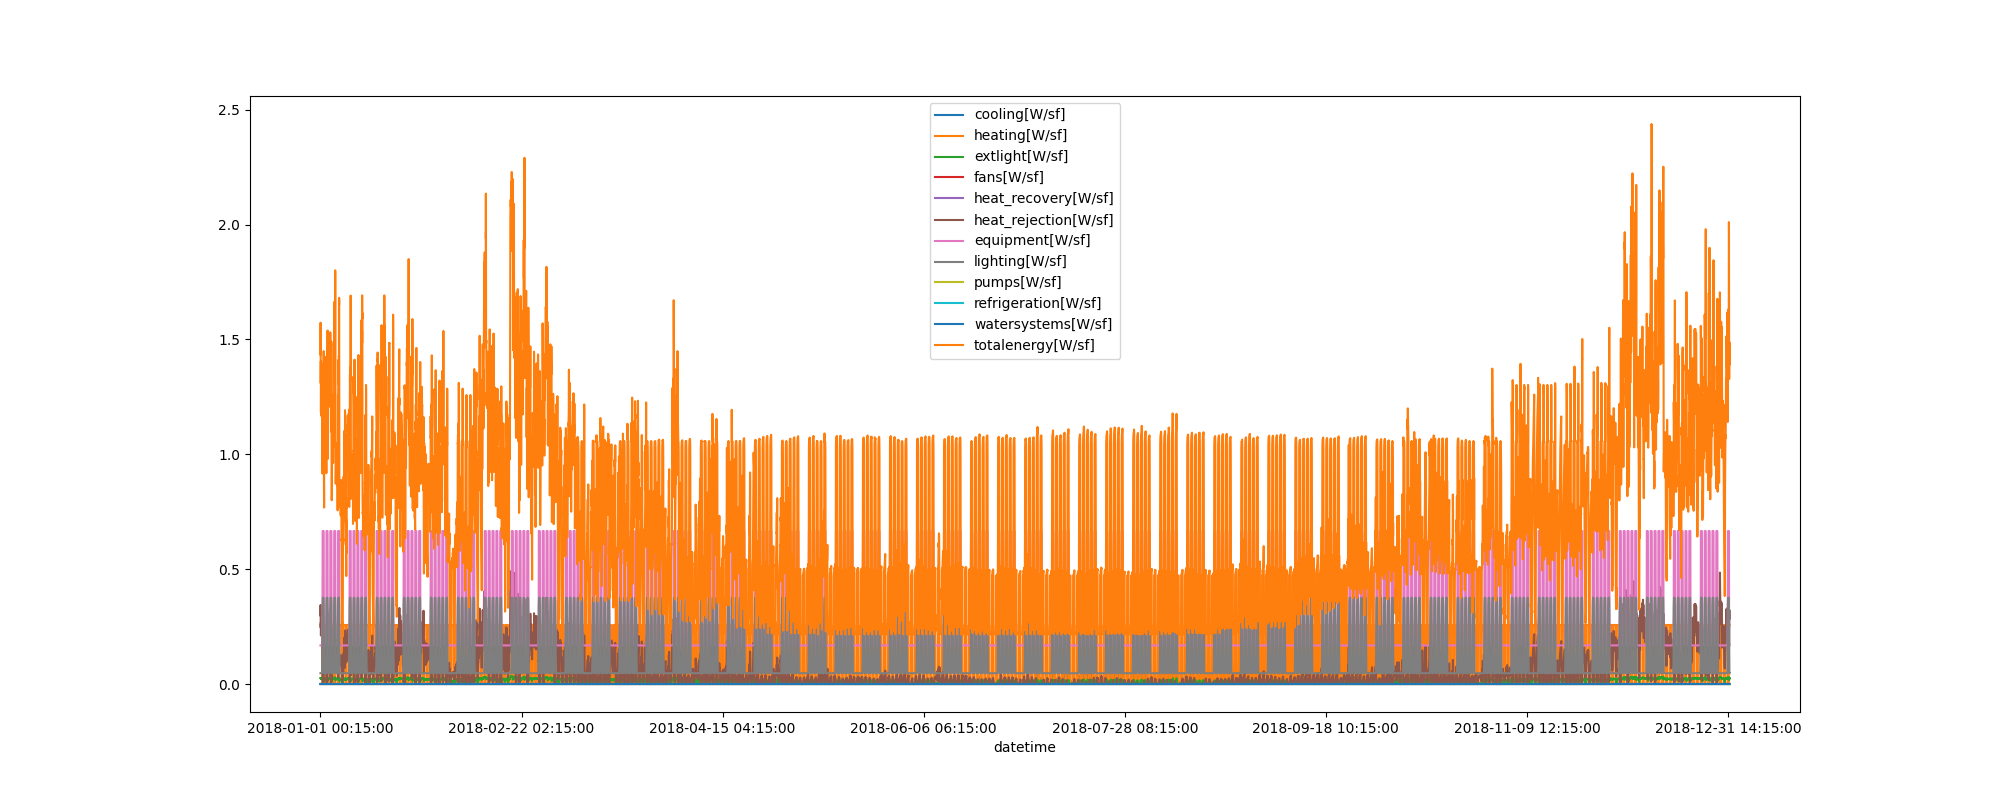 2.5
2.0
1.5
1.0
0.5
0.0
cooling[W/sf]
heating[W/sf]
extlight[W/sf]
fans[W/sf]
heat_recovery[W/sf]
heat_rejection[W/sf]
equipment[W/sf]
lighting[W/sf]
pumps[W/sf]
refrigeration[W/sf]
watersystems[W/sf]
totalenergy[W/sf]
2018-01-01 00:15:00
2018-02-22 02:15:00
2018-04-15 04:15:00
2018-06-06 06:15:00
2018-07-28 08:15:00
2018-09-18 10:15:00
2018-11-09 12:15:00
2018-12-31 14:15:00
datetime